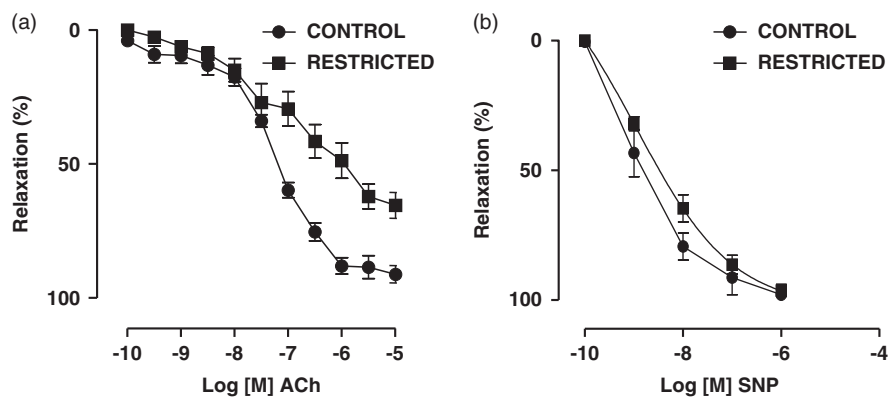 (a)
CONTROL
RESTRICTED
0
50
100
Relaxation (%)
-10 -9 -8 -7 -6 -5
Log [M] ACh
(b)
CONTROL
RESTRICTED
0
50
100
Relaxation (%)
-10 -8 -6 -4
Log [M] SNP